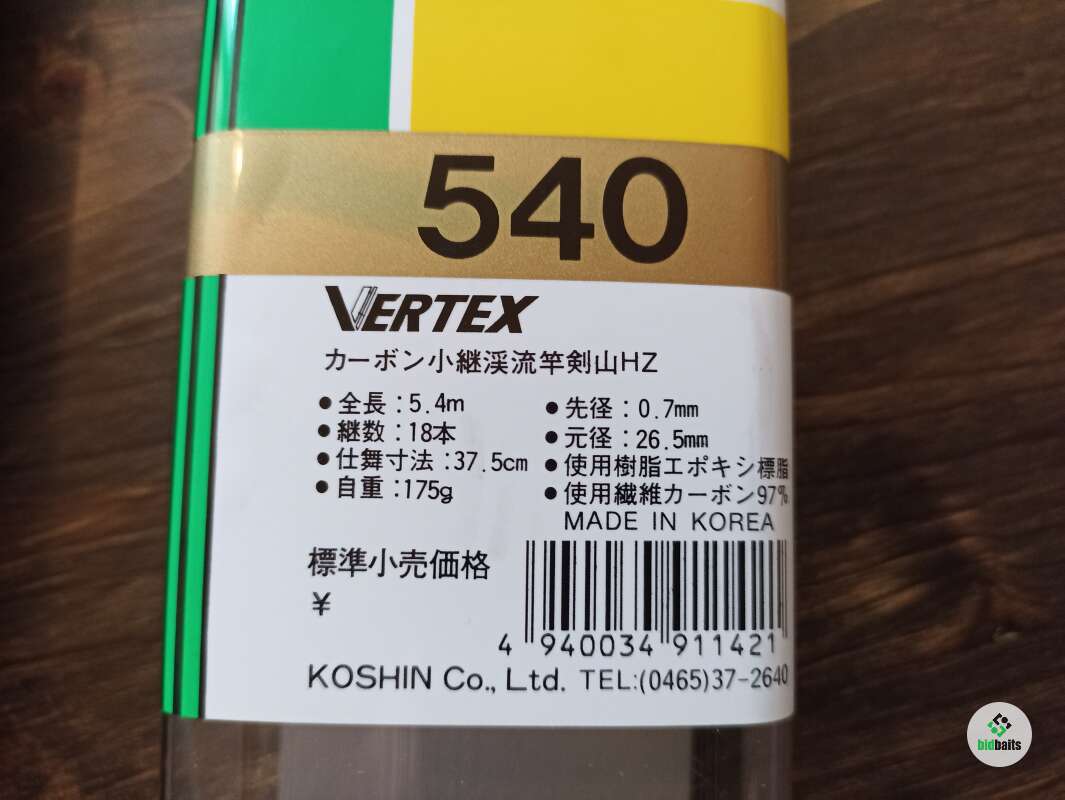 540
VERTEX
カーボン小継渓流竿剣山HZ
●全長:5.4m ●先径:0.7mm
●継数:18本 ●元径:26.5mm
●仕舞寸法:37.5cm ●使用樹脂エポキシ標脂
●自重:175g ●使用繊維カーボン97%
MADE IN KOREA
標準小売価格
¥
4 940034 911421
KOSHIN Co., Ltd. TEL:(0465)37-2640
bidbaits